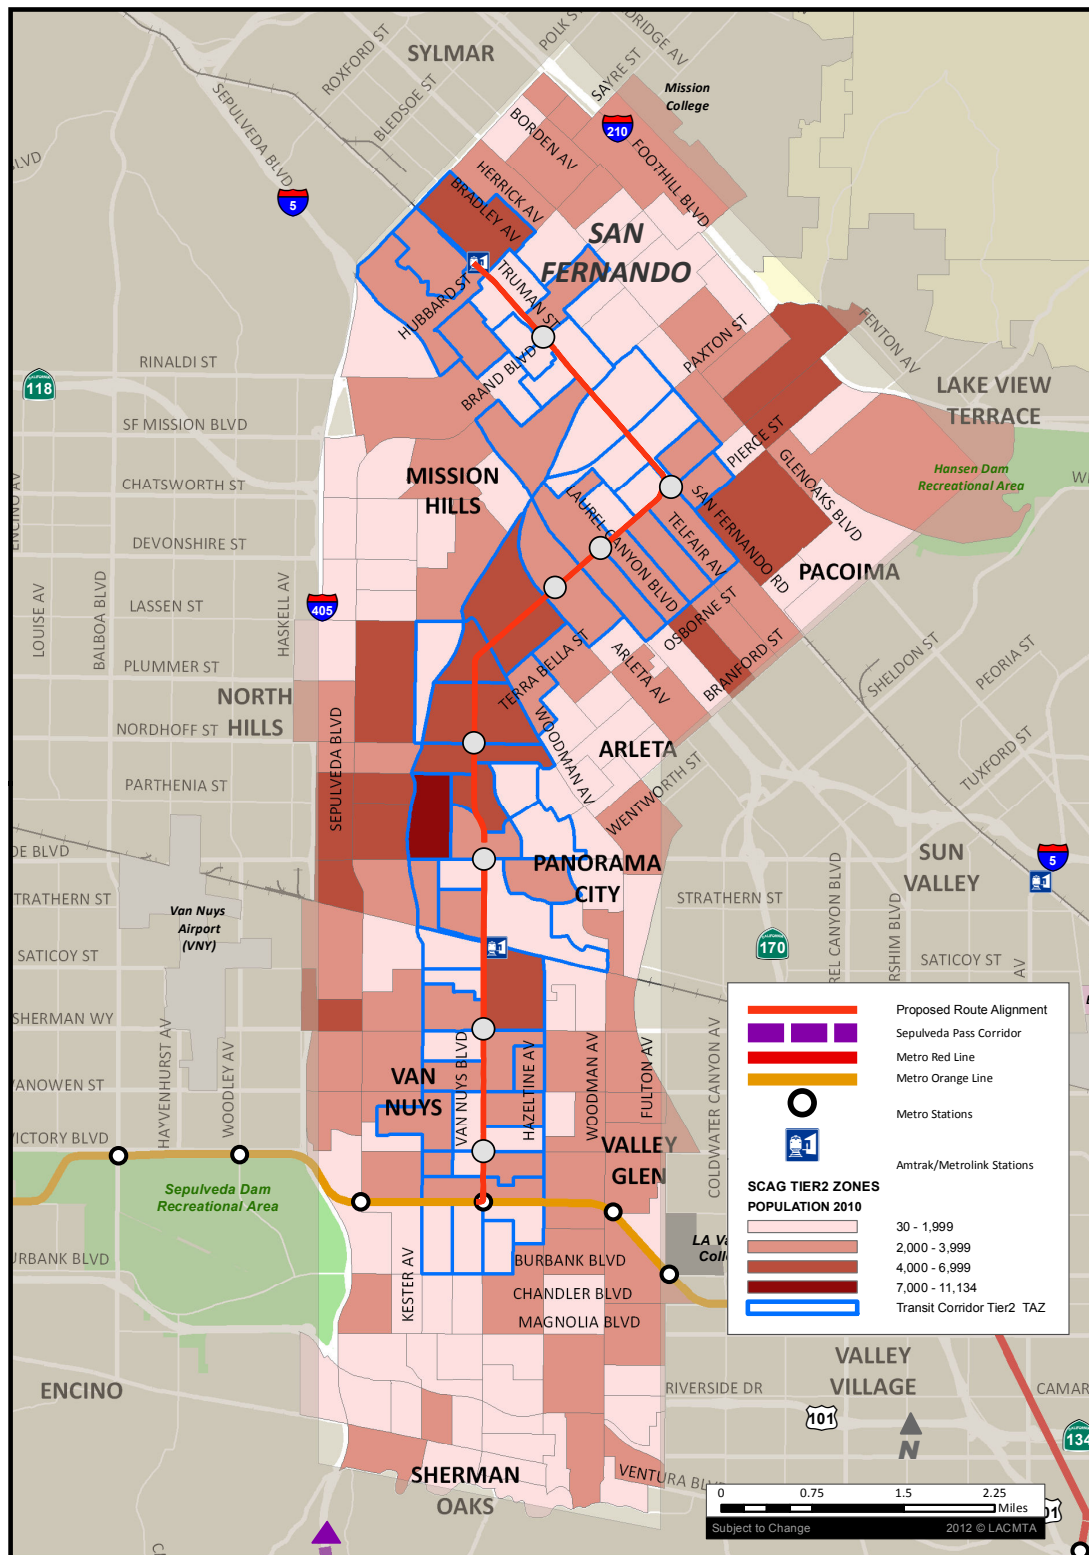 SYLMAR
POLK ST
ROXFORD ST
SAYRE ST
BLEDSOE ST
Mission
College
SEPULVEDA BLVD
210
BORDEN AV
FOOTHILL BLVD
5
HERRICK AV
BRADLEY AV
SAN
FERNANDO
TRUMAN ST
HUBBARD ST
PAXTON ST
FENTON AV
RINALDI ST
BRAND BLVD
CALIFORNIA
118
LAKE VIEW
TERRACE
SF MISSION BLVD
PIERCE ST
GLENOAKS BLVD
MISSION
HILLS
Hansen Dam
Recreational Area
CHATSWORTH ST
LAUREL CANYON BLVD
SAN FERNANDO RD
TELFAIR AV
DEVONSHIRE ST
PACOIMA
LOUISE AV
BALBOA BLVD
HASKELL AV
LASSEN ST
405
OSBORNE ST
TERRA BELLA ST
ARLETA AV
BRANFORD ST
SHELDON ST
PEORIA ST
PLUMMER ST
NORTH
HILLS
WOODMAN AV
NORDHOFF ST
SEPULVEDA BLVD
ARLETA
TUXFORD ST
PARTHENIA ST
WENTWORTH ST
SUN
VALLEY
5
PANORAMA
CITY
STRATHERN ST
Van Nuys
Airport
(VNY)
CALIFORNIA
170
SATICOY ST
SATICOY ST
AV
SHERMAN WY
HAYVENHURST AV
WOODLEY AV
VAN NUYS BLVD
HAZELTINE AV
WOODMAN AV
FULTON AV
COLDWATER CANYON AV
VAN
NUYS
VICTORY BLVD
VALLEY
GLEN
Sepulveda Dam
Recreational Area
KESTER AV
BURBANK BLVD
CHANDLER BLVD
MAGNOLIA BLVD
Proposed Route Alignment
Sepulveda Pass Corridor
Metro Red Line
Metro Orange Line
Metro Stations
Amtrak/Metrolink Stations
SCAG TIER2 ZONES
POPULATION 2010
30 - 1,999
2,000 - 3,999
4,000 - 6,999
7,000 - 11,134
Transit Corridor Tier2 TAZ
ENCINO
VALLEY
VILLAGE
RIVERSIDE DR
101
CALIFORNIA
134
N
SHERMAN
OAKS
0 0.75 1.5 2.25
Miles
Subject to Change
2012 © LACMTA